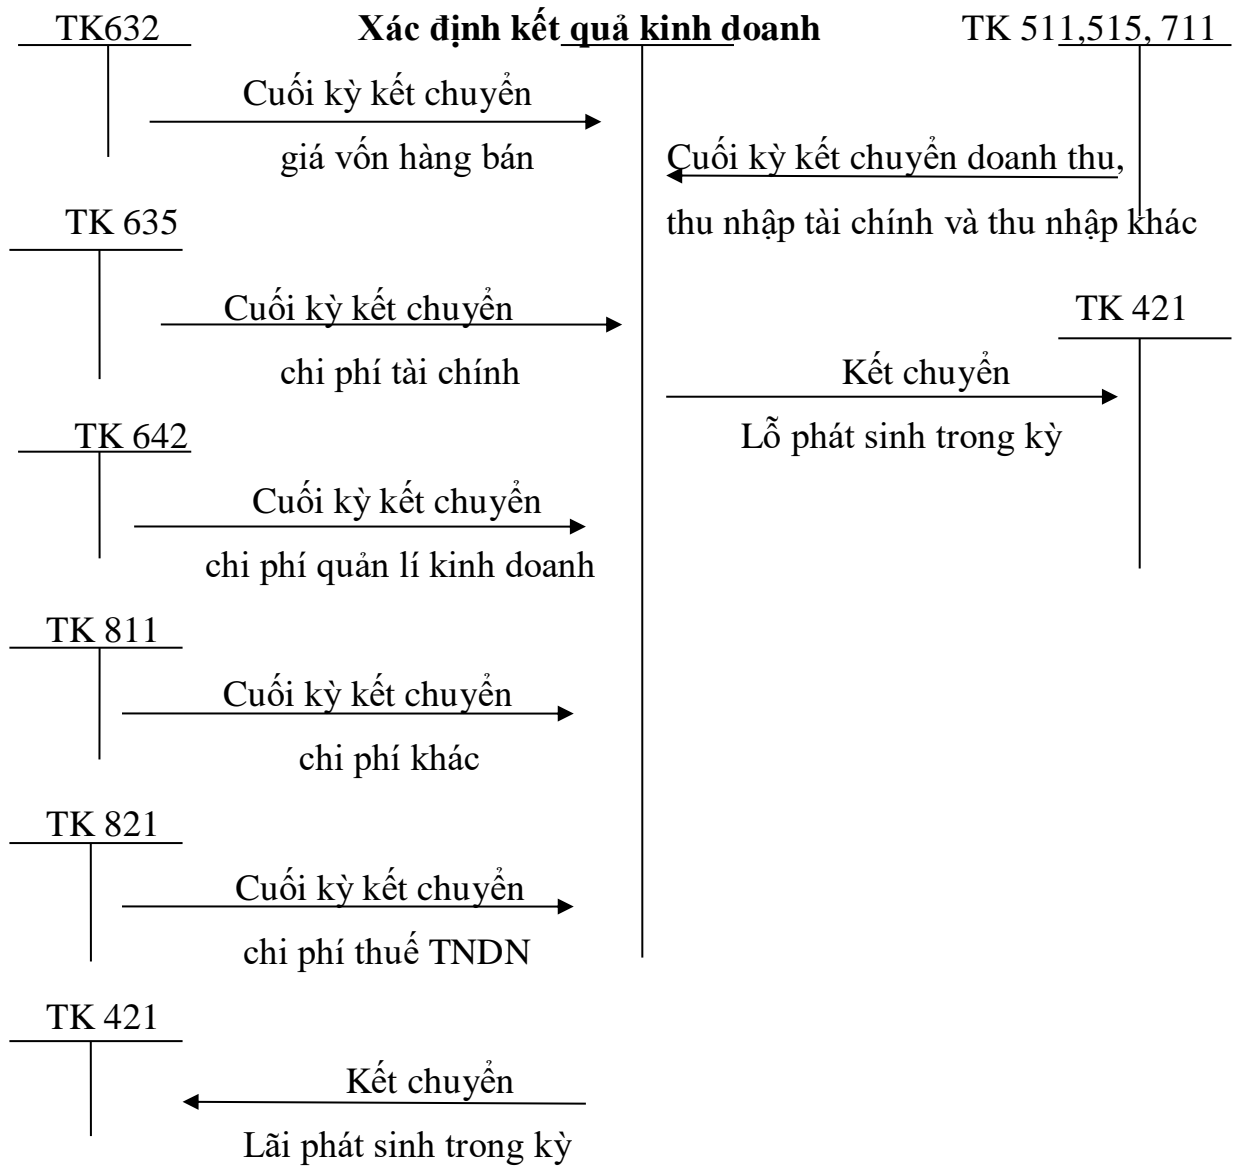 TK632 Xác định kết quả kinh doanh TK 511,515, 711
Cuối kỳ kết chuyển
giá vốn hàng bán
Cuối kỳ kết chuyển doanh thu,
thu nhập tài chính và thu nhập khác
TK 635
Cuối kỳ kết chuyển
chi phí tài chính
TK 421
Kết chuyển
Lỗ phát sinh trong kỳ
TK 642
Cuối kỳ kết chuyển
chi phí quản lí kinh doanh
TK 811
Cuối kỳ kết chuyển
chi phí khác
TK 821
Cuối kỳ kết chuyển
chi phí thuế TNDN
TK 421
Kết chuyển
Lãi phát sinh trong kỳ